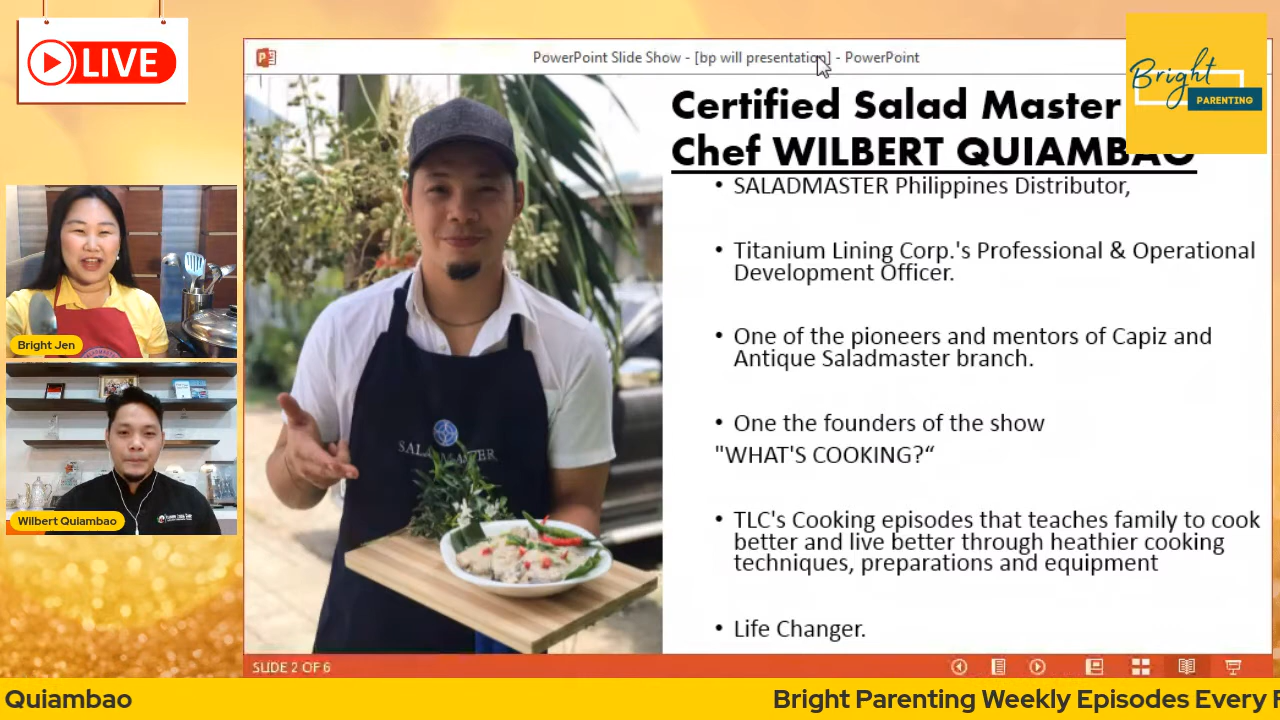 LIVE
PowerPoint Slide Show - [bp will presentation] - PowerPoint
Bright
PARENTING
Certified Salad Master
Chef WILBERT QUIAMBAO
• SALADMASTER Philippines Distributor,
• Titanium Lining Corp.'s Professional & Operational
Development Officer.
• One of the pioneers and mentors of Capiz and
Antique Saladmaster branch.
• One the founders of the show
"WHAT'S COOKING?“
• TLC's Cooking episodes that teaches family to cook
better and live better through heathier cooking
techniques, preparations and equipment
• Life Changer.
SALADMASTER
Bright Jen
Wilbert Quiambao
SLIDE 2 OF 6
Quiambao
Bright Parenting Weekly Episodes Every